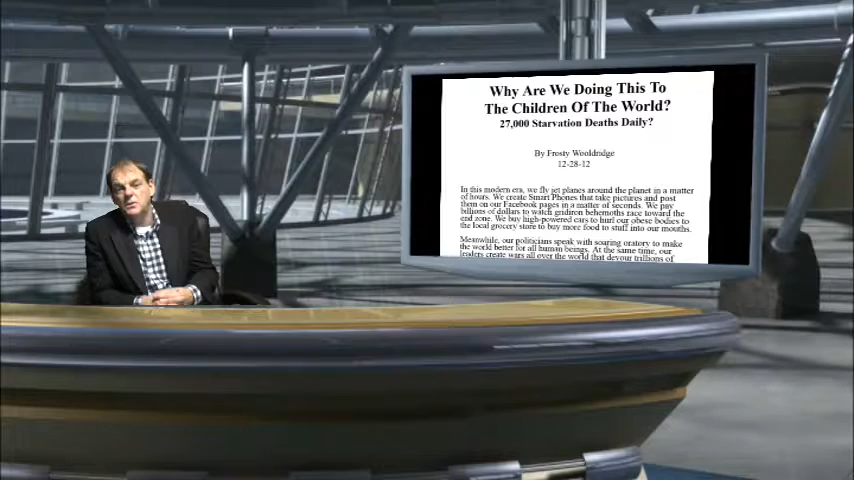 Why Are We Doing This To
The Children Of The World?
27,000 Starvation Deaths Daily?
By Frosty Wooldridge
12-28-12
In this modern era, we fly jet planes around the planet in a matter
of hours. We create Smart Phones that take pictures and post
them on our Facebook pages in a matter of seconds. We pay
billions of dollars to watch gridiron behemoths race toward the
end zone. We buy high-powered cars to hurl our obese bodies to
the local grocery store to buy more food to stuff into our mouths.
Meanwhile, our politicians speak with soaring oratory to make
the world better for all human beings. At the same time, our
leaders create wars all over the world that devour trillions of